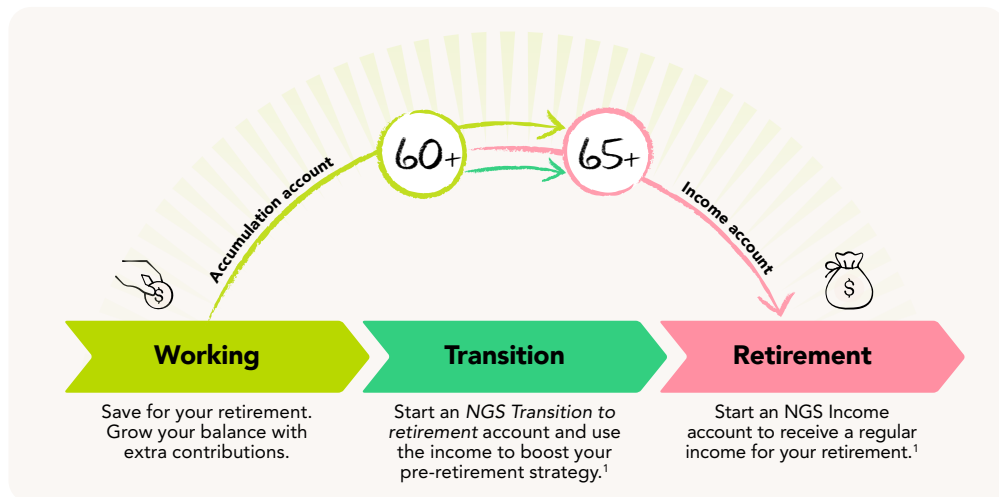 60+
65+
Accumulation account
Income account
$
$
Working
Save for your retirement.
Grow your balance with
extra contributions.
Transition
Start an NGS Transition to
retirement account and use
the income to boost your
pre-retirement strategy.¹
Retirement
Start an NGS Income
account to receive a regular
income for your retirement.¹